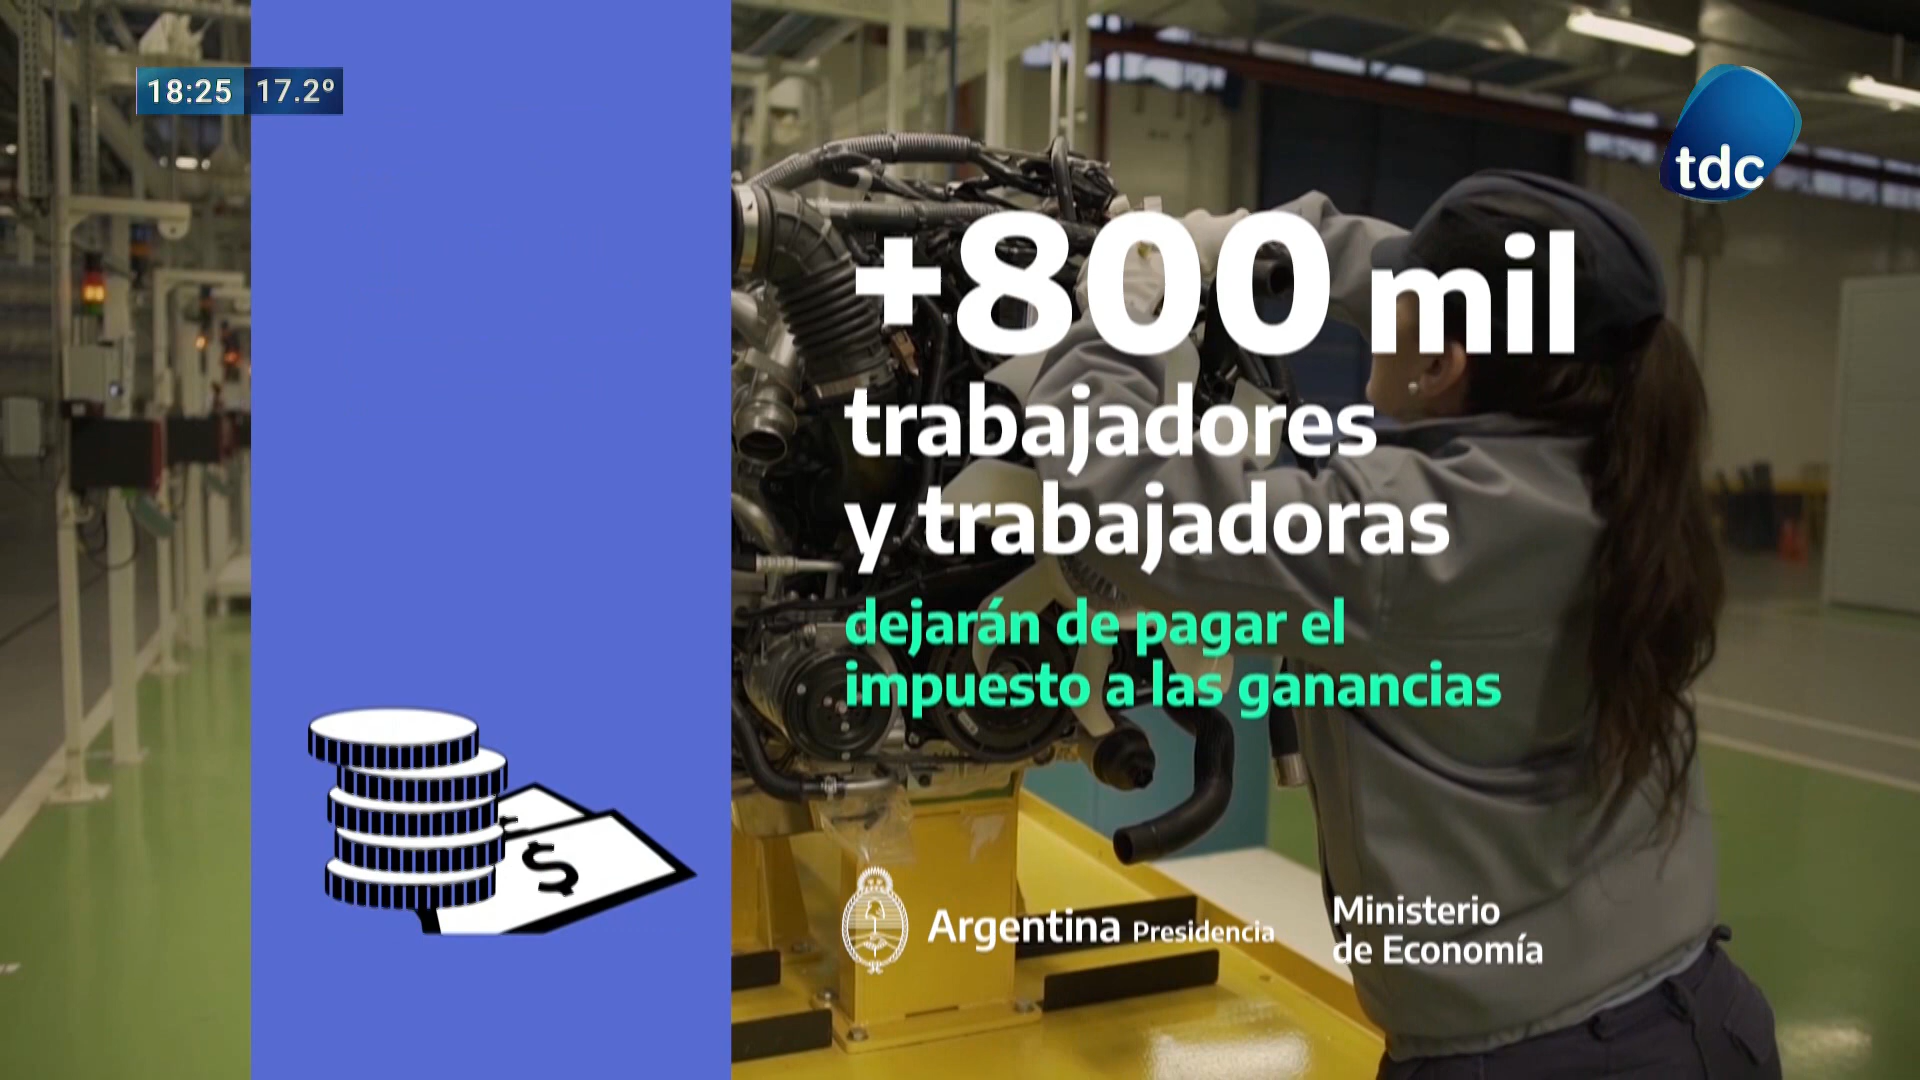 18:25 17.2º
tdc
+800 mil
trabajadores
y trabajadoras
dejarán de pagar el
impuesto a las ganancias
$
Argentina Presidencia
Ministerio
de Economía